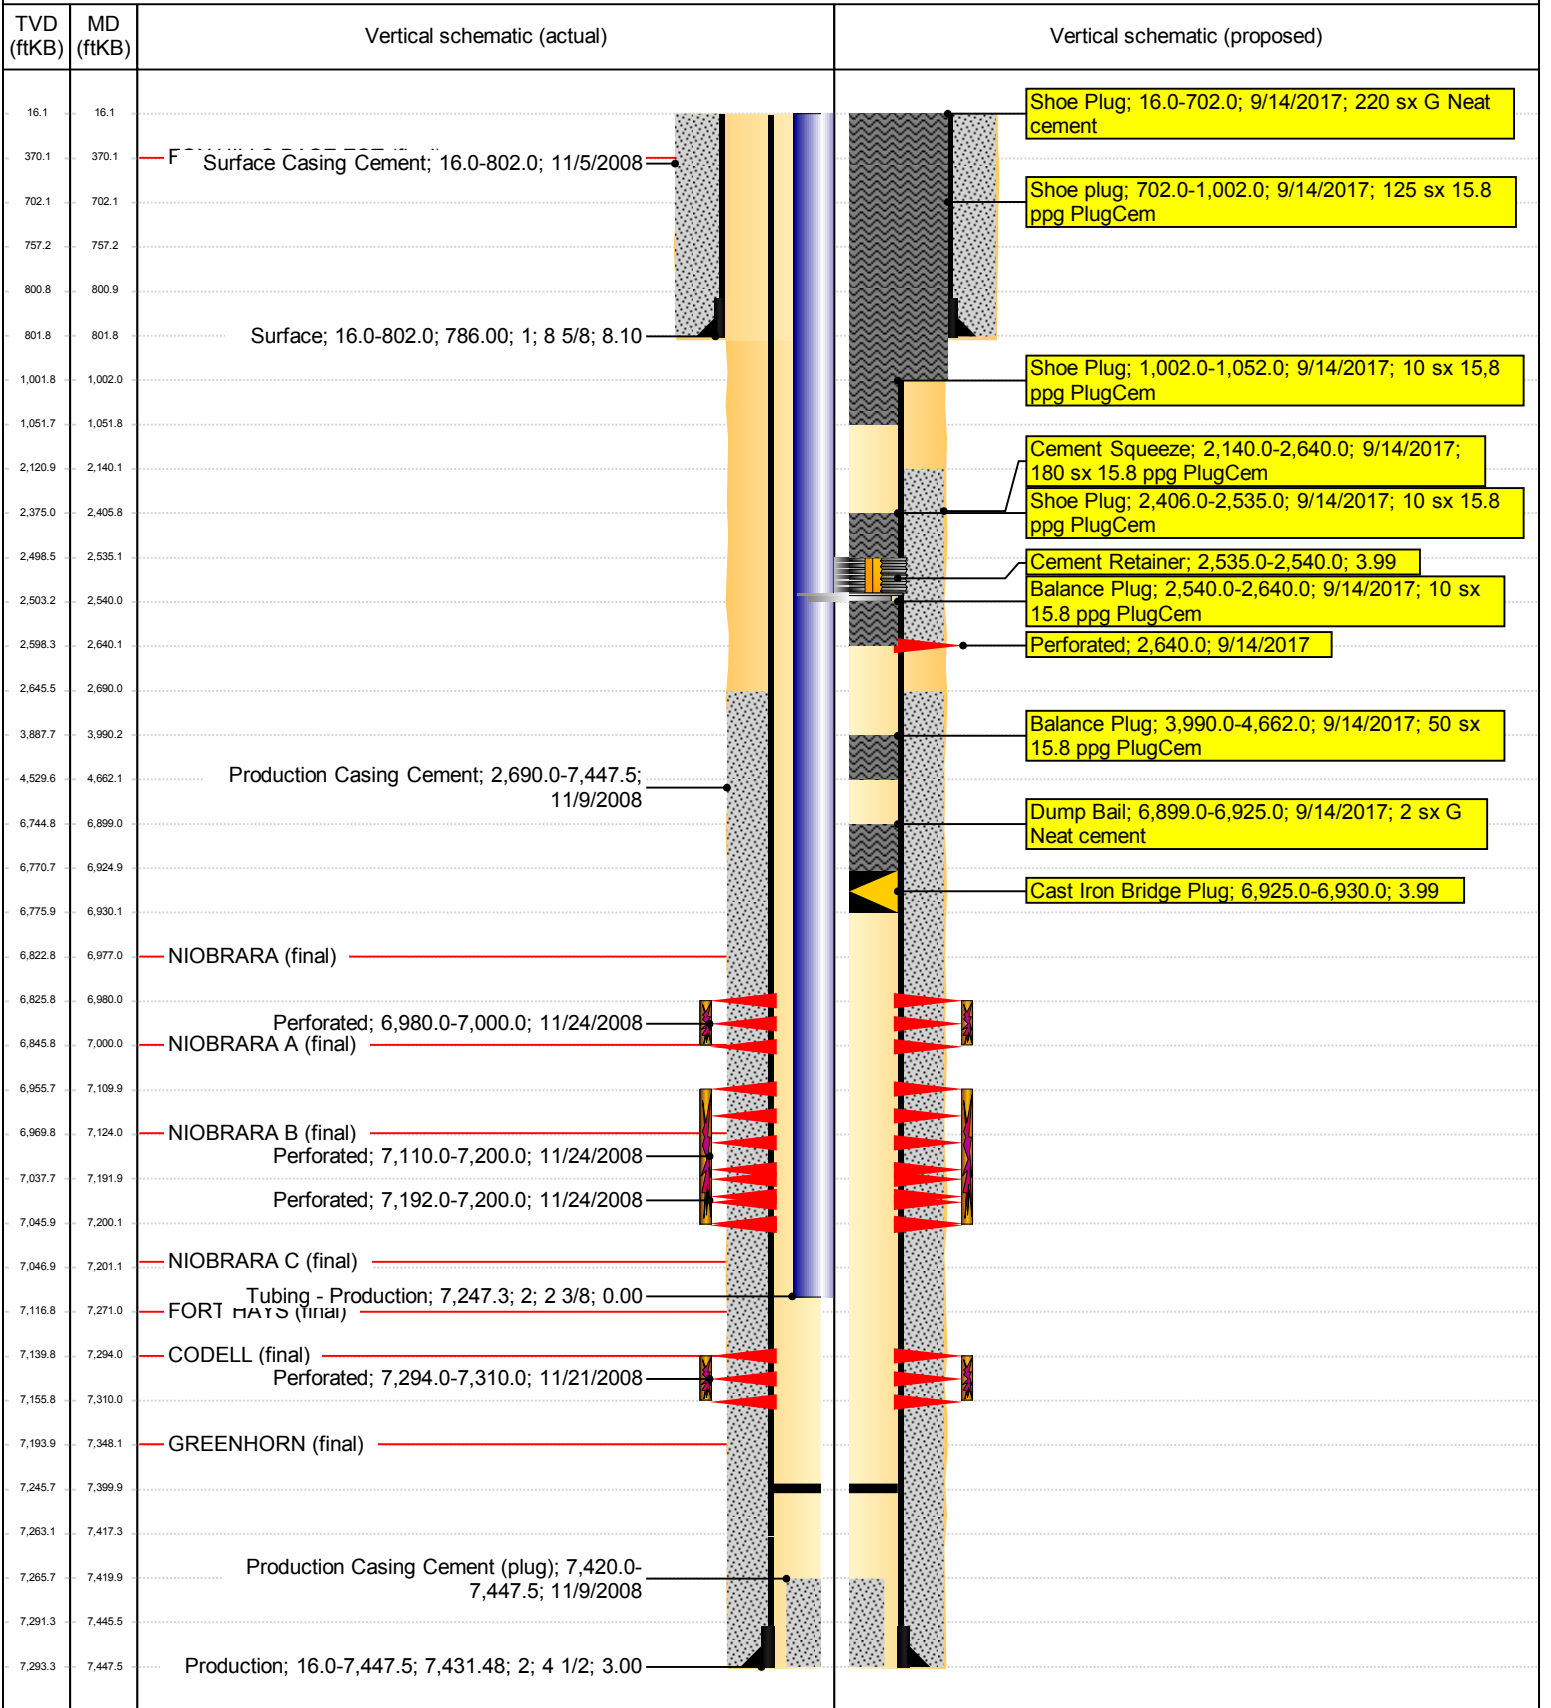 TVD (ftKB)
MD (ftKB)
Vertical schematic (actual)
Vertical schematic (proposed)
16.1 16.1
370.1 370.1
702.1 702.1
757.2 757.2
800.8 800.9
801.8 801.8
1,001.8 1,002.0
1,051.7 1,051.8
2,120.9 2,140.1
2,375.0 2,405.8
2,498.5 2,535.1
2,503.2 2,540.0
2,598.3 2,640.1
2,645.5 2,690.0
3,887.7 3,990.2
4,529.6 4,662.1
6,744.8 6,899.0
6,770.7 6,924.9
6,775.9 6,930.1
6,822.8 6,977.0
6,825.8 6,980.0
6,845.8 7,000.0
6,955.7 7,109.9
6,969.8 7,124.0
7,037.7 7,191.9
7,045.9 7,200.1
7,046.9 7,201.1
7,116.8 7,271.0
7,139.8 7,294.0
7,155.8 7,310.0
7,193.9 7,348.1
7,245.7 7,399.9
7,263.1 7,417.3
7,265.7 7,419.9
7,291.3 7,445.5
7,293.3 7,447.5
Surface Casing Cement; 16.0-802.0; 11/5/2008
Surface; 16.0-802.0; 786.00; 1; 8 5/8; 8.10
Production Casing Cement; 2,690.0-7,447.5;
11/9/2008
NIOBRARA (final)
Perforated; 6,980.0-7,000.0; 11/24/2008
NIOBRARA A (final)
NIOBRARA B (final)
Perforated; 7,110.0-7,200.0; 11/24/2008
Perforated; 7,192.0-7,200.0; 11/24/2008
NIOBRARA C (final)
Tubing - Production; 7,247.3; 2; 2 3/8; 0.00
FORT HAYS (final)
CODELL (final)
Perforated; 7,294.0-7,310.0; 11/21/2008
GREENHORN (final)
Production Casing Cement (plug); 7,420.0-
7,447.5; 11/9/2008
Production; 16.0-7,447.5; 7,431.48; 2; 4 1/2; 3.00
Shoe Plug; 16.0-702.0; 9/14/2017; 220 sx G Neat
cement
Shoe plug; 702.0-1,002.0; 9/14/2017; 125 sx 15.8
ppg PlugCem
Shoe Plug; 1,002.0-1,052.0; 9/14/2017; 10 sx 15,8
ppg PlugCem
Cement Squeeze; 2,140.0-2,640.0; 9/14/2017;
180 sx 15.8 ppg PlugCem
Shoe Plug; 2,406.0-2,535.0; 9/14/2017; 10 sx 15.8
ppg PlugCem
Cement Retainer; 2,535.0-2,540.0; 3.99
Balance Plug; 2,540.0-2,640.0; 9/14/2017; 10 sx
15.8 ppg PlugCem
Perforated; 2,640.0; 9/14/2017
Balance Plug; 3,990.0-4,662.0; 9/14/2017; 50 sx
15.8 ppg PlugCem
Dump Bail; 6,899.0-6,925.0; 9/14/2017; 2 sx G
Neat cement
Cast Iron Bridge Plug; 6,925.0-6,930.0; 3.99